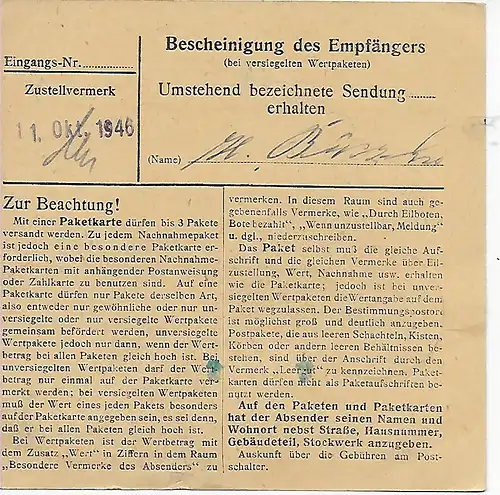 Eingangs-Nr.
Zustellvermerk
11. Okt. 1946
Bescheinigung des Empfängers
(bei versiegelten Wertpaketen)
Umstehend bezeichnete Sendung
erhalten
(Name)
Zur Beachtung!
Mit einer Paketkarte dürfen bis 3 Pakete
versandt werden. Zu jedem Nachnahmepaket
ist jedoch eine besondere Paketkarte er-
forderlich, wobei die besonderen Nachnahme-
Paketkarten mit anhängender Postanweisung
oder Zahlkarte zu benutzen sind. Auf eine
Paketkarte dürfen nur Pakete derselben Art,
also entweder nur gewöhnliche oder nur un-
versiegelte oder nur versiegelte Wertpakete
gemeinsam befördert werden, unversiegelte
Wertpakete jedoch nur dann, wenn der Wert-
betrag bei allen Paketen gleich hoch ist. Bei
unversiegelten Wertpaketen darf der Wert-
betrag nur einmal auf der Paketkarte ver-
merkt werden; bei versiegelten Wertpaketen
muß der Wert eines jeden Pakets besonders
auf der Paketkarte angegeben sein, es sei denn,
daß er bei allen Paketen gleich hoch ist.
Bei Wertpaketen ist der Wertbetrag mit
dem Zusatz „Wert“ in Ziffern in dem Raum
„Besondere Vermerke des Absenders“ zu
vermerken. In diesem Raum sind auch ge-
gebenenfalls Vermerke, wie „Durch Eilboten,
Bote bezahlt“, „Wenn unzustellbar, Meldung“
u. dgl., niederzuschreiben.
Das Paket selbst muß die gleiche Auf-
schrift und die gleichen Vermerke über Eil-
zustellung, Wert, Nachnahme usw. erhalten
wie die Paketkarte; jedoch ist bei unver-
siegelten Wertpaketen die Wertangabe auf dem
Paket wegzulassen. Der Bestimmungspostort
ist möglichst groß und deutlich anzugeben.
Postpakete, die aus leeren Schachteln, Kisten,
Körben oder andern leeren Behältnissen be-
stehen, sind über der Anschrift durch den
Vermerk „Leergut“ zu kennzeichnen. Paket-
karten dürfen nicht als Paketaufschriften be-
nutzt werden.
Auf den Paketen und Paketkarten
hat der Absender seinen Namen und
Wohnort nebst Straße, Hausnummer,
Gebäudeteil, Stockwerk anzugeben.
Auskunft über die Gebühren am Post-
schalter.